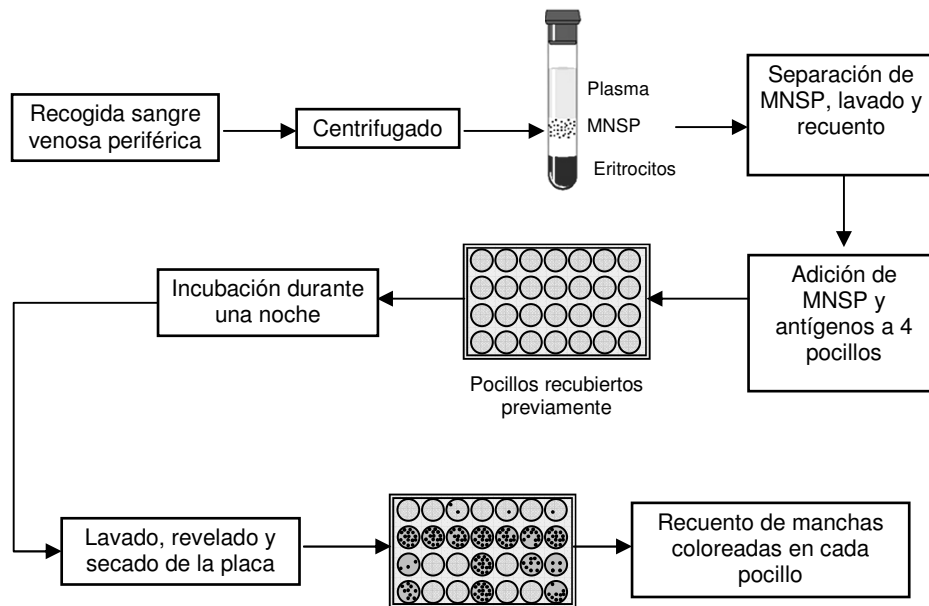 Recogida sangre
venosa periférica
Centrifugado
Plasma
MNSP
Eritrocitos
Separación de
MNSP, lavado y
recuento
Adición de
MNSP y
antígenos a 4
pocillos
Pocillos recubiertos
previamente
Incubación durante
una noche
Lavado, revelado y
secado de la placa
Recuento de manchas
coloreadas en cada
pocillo